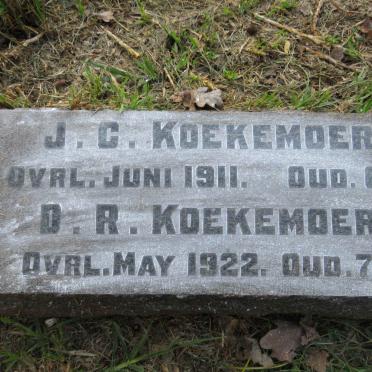 J. C. KOEKEMOER
OVRL. JUNI 1911. OUD.
D. R. KOEKEMOER
OVRL. MAY 1922. OUD. 7